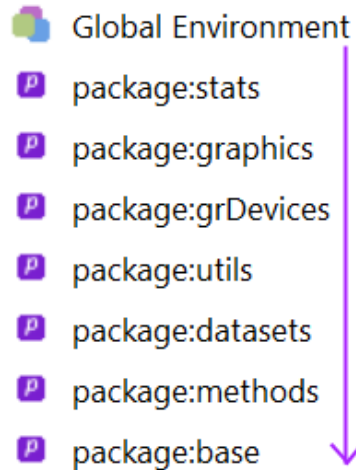 Global Environment
package:stats
package:graphics
package:grDevices
package:utils
package:datasets
package:methods
package:base